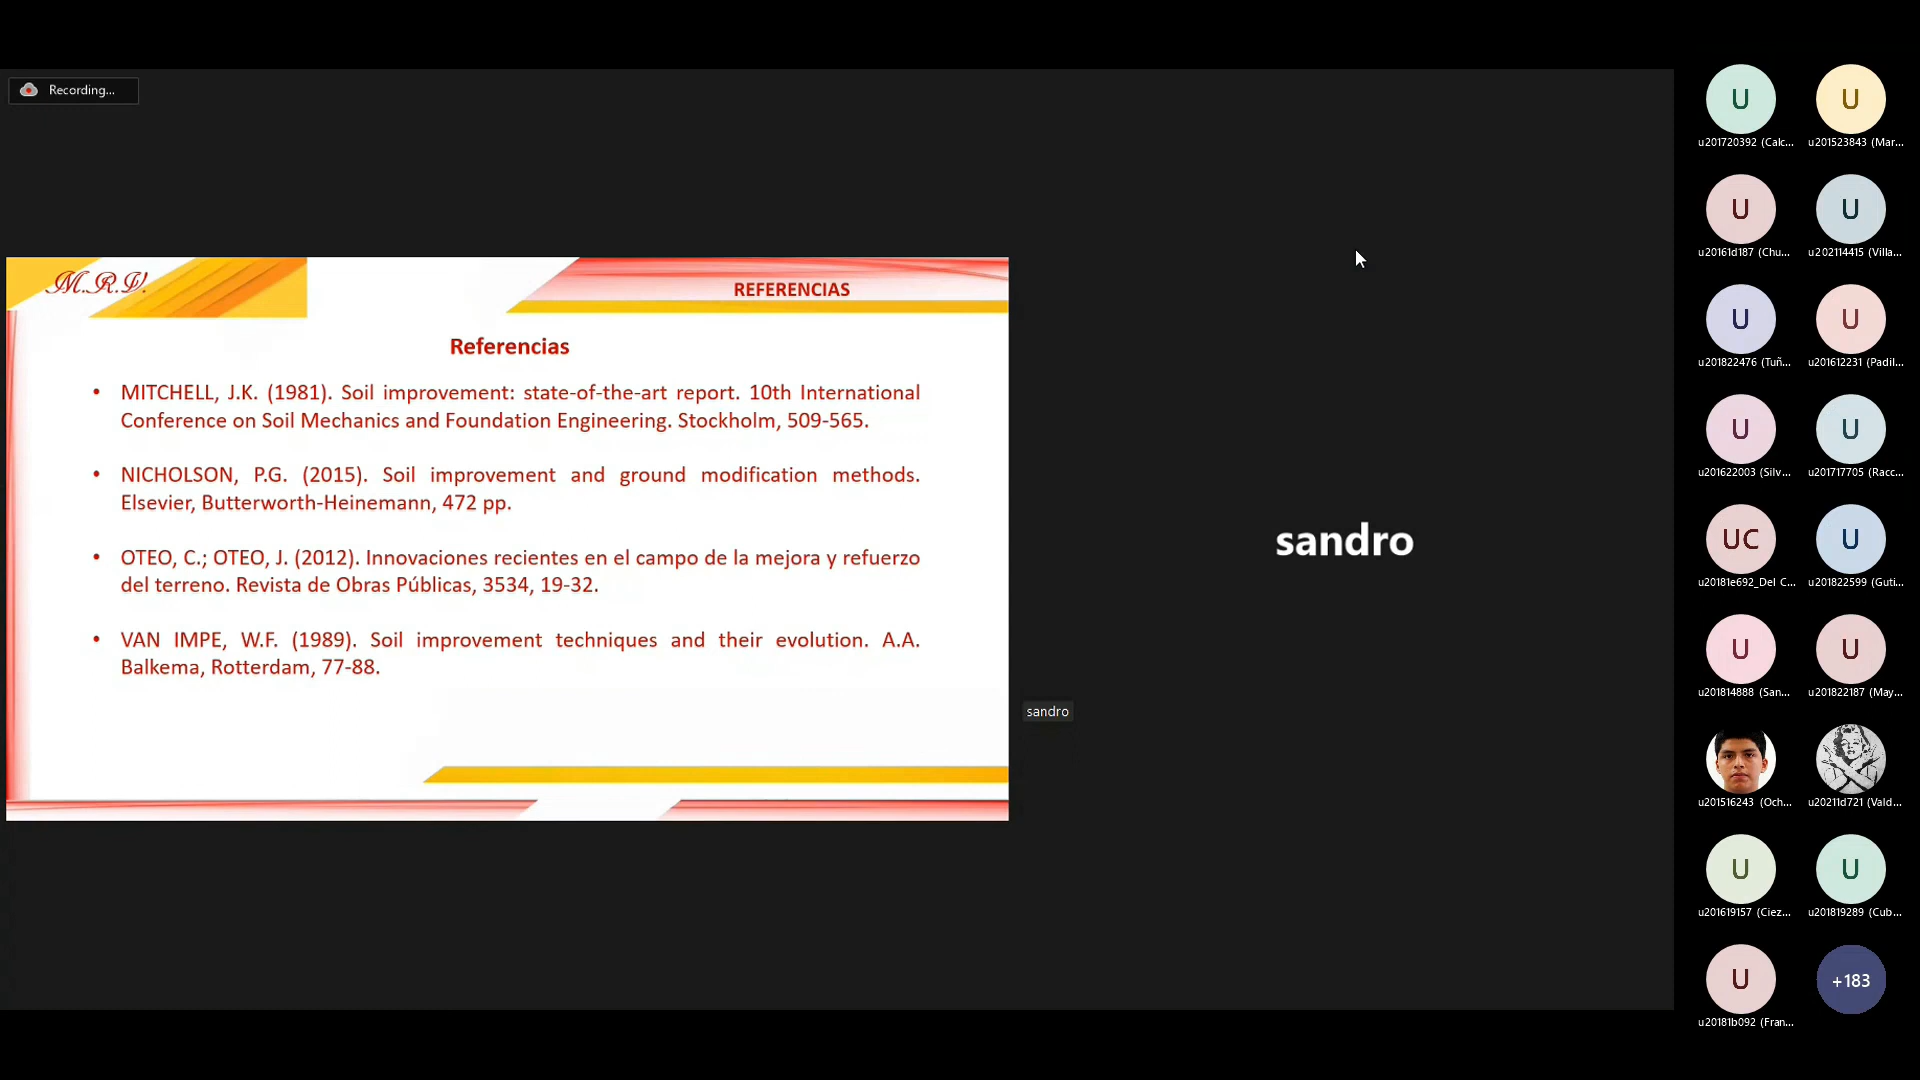 Recording...
M.R.V.
REFERENCIAS
Referencias
• MITCHELL, J.K. (1981). Soil improvement: state-of-the-art report. 10th International
Conference on Soil Mechanics and Foundation Engineering. Stockholm, 509-565.
• NICHOLSON, P.G. (2015). Soil improvement and ground modification methods.
Elsevier, Butterworth-Heinemann, 472 pp.
• OTEO, C.; OTEO, J. (2012). Innovaciones recientes en el campo de la mejora y refuerzo
del terreno. Revista de Obras Públicas, 3534, 19-32.
• VAN IMPE, W.F. (1989). Soil improvement techniques and their evolution. A.A.
Balkema, Rotterdam, 77-88.
sandro
sandro
U U
u201720392 (Calc... u201523843 (Mar...
U U
u20161d187 (Chu... u202114415 (Villa...
U U
u201822476 (Tuñ... u201612231 (Padil...
U U
u201622003 (Silv... u201717705 (Racc...
UC U
u20181e692_Del C... u201822599 (Guti...
U U
u201814888 (San... u201822187 (May...
u201516243 (Och... u20211d721 (Vald...
U U
u201619157 (Ciez... u201819289 (Cub...
U +183
u20181b092 (Fran...